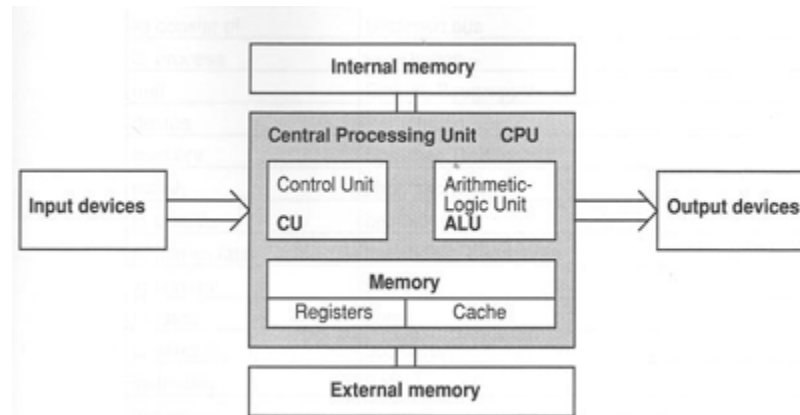 Internal memory
Central Processing Unit CPU
Control Unit
CU
Arithmetic-
Logic Unit
ALU
Input devices
Output devices
Memory
Registers
Cache
External memory